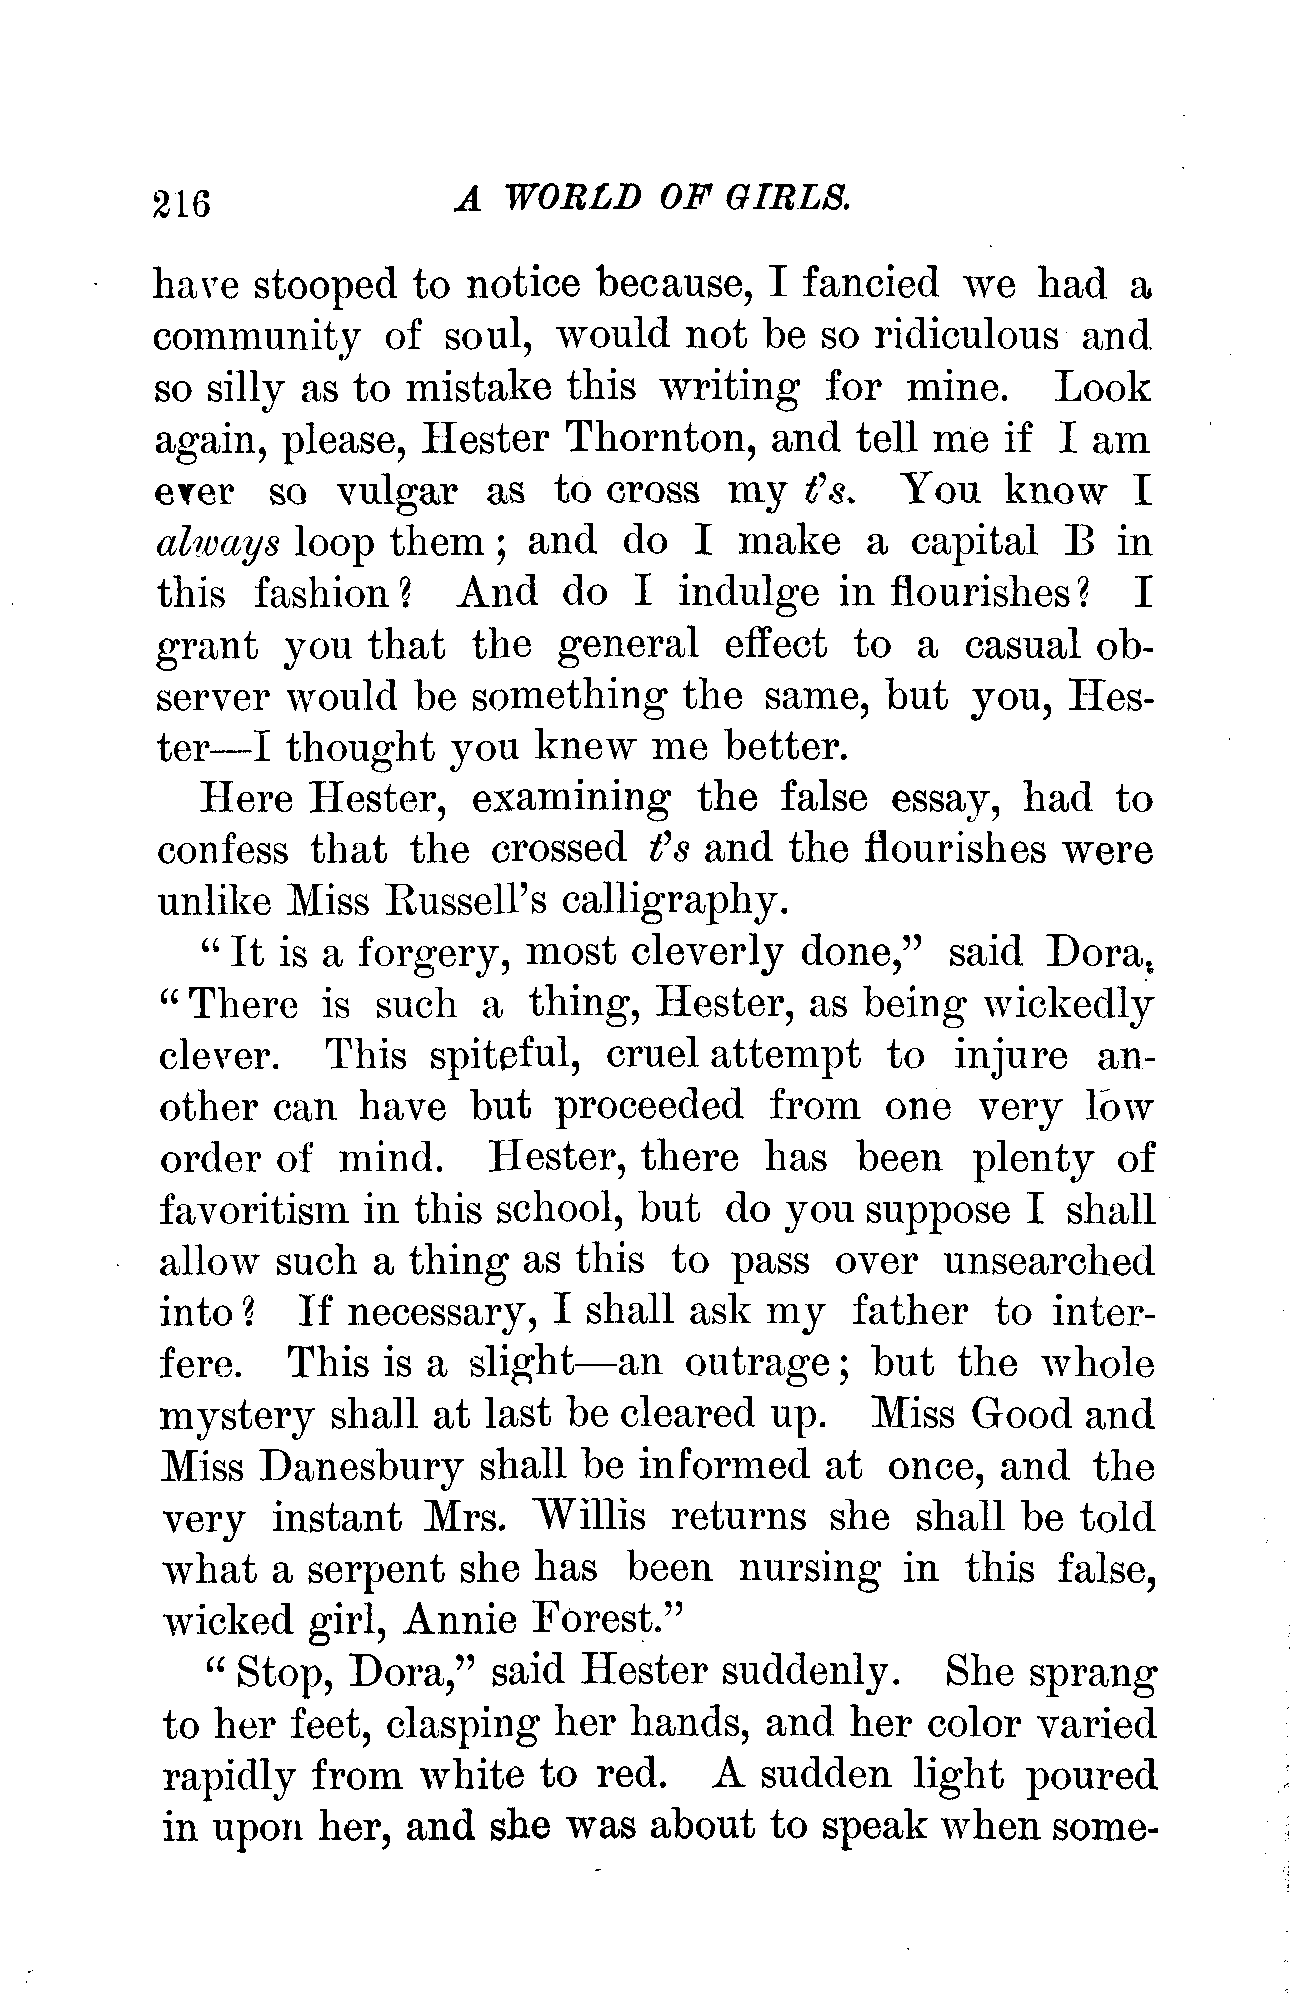 216 A WORLD OF GIRLS.
have stooped to notice because, I fancied we had a
community of soul, would not be so ridiculous and
so silly as to mistake this writing for mine. Look
again, please, Hester Thornton, and tell me if I am
ever so vulgar as to cross my t's. You know I
always loop them; and do I make a capital B in
this fashion? And do I indulge in flourishes? I
grant you that the general effect to a casual ob-
server would be something the same, but you, Hes-
ter—I thought you knew me better.
Here Hester, examining the false essay, had to
confess that the crossed t's and the flourishes were
unlike Miss Russell's calligraphy.
"It is a forgery, most cleverly done," said Dora.
"There is such a thing, Hester, as being wickedly
clever. This spiteful, cruel attempt to injure an-
other can have but proceeded from one very low
order of mind. Hester, there has been plenty of
favoritism in this school, but do you suppose I shall
allow such a thing as this to pass over unsearched
into? If necessary, I shall ask my father to inter-
fere. This is a slight—an outrage; but the whole
mystery shall at last be cleared up. Miss Good and
Miss Danesbury shall be informed at once, and the
very instant Mrs. Willis returns she shall be told
what a serpent she has been nursing in this false,
wicked girl, Annie Forest."
"Stop, Dora," said Hester suddenly. She sprang
to her feet, clasping her hands, and her color varied
rapidly from white to red. A sudden light poured
in upon her, and she was about to speak when some-